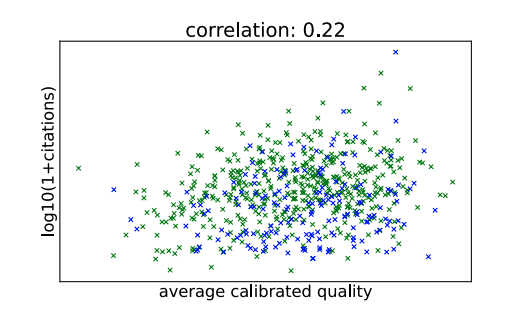 correlation: 0.22
log10(1+citations)
average calibrated quality